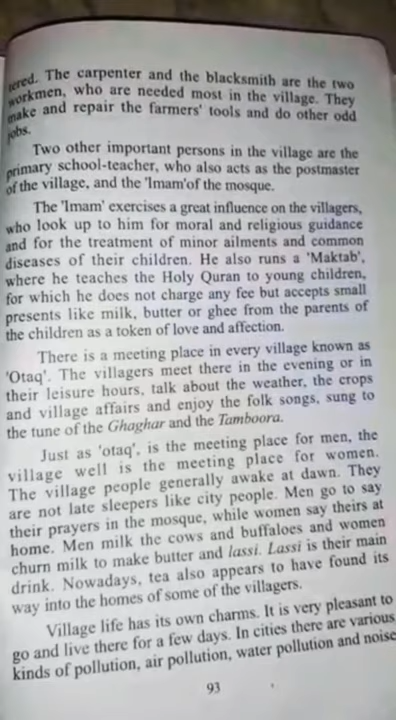 tered. The carpenter and the blacksmith are the two
workmen, who are needed most in the village. They
make and repair the farmers' tools and do other odd
jobs.
Two other important persons in the village are the
primary school-teacher, who also acts as the postmaster
of the village, and the 'Imam'of the mosque.
The 'Imam' exercises a great influence on the villagers,
who look up to him for moral and religious guidance
and for the treatment of minor ailments and common
diseases of their children. He also runs a 'Maktab',
where he teaches the Holy Quran to young children,
for which he does not charge any fee but accepts small
presents like milk, butter or ghee from the parents of
the children as a token of love and affection.
There is a meeting place in every village known as
'Otaq'. The villagers meet there in the evening or in
their leisure hours, talk about the weather, the crops
and village affairs and enjoy the folk songs, sung to
the tune of the Ghaghar and the Tamboora.
Just as 'otaq', is the meeting place for men, the
village well is the meeting place for women.
The village people generally awake at dawn. They
are not late sleepers like city people. Men go to say
their prayers in the mosque, while women say theirs at
home. Men milk the cows and buffaloes and women
churn milk to make butter and lassi. Lassi is their main
drink. Nowadays, tea also appears to have found its
way into the homes of some of the villagers.
Village life has its own charms. It is very pleasant to
go and live there for a few days. In cities there are various
kinds of pollution, air pollution, water pollution and noise
93